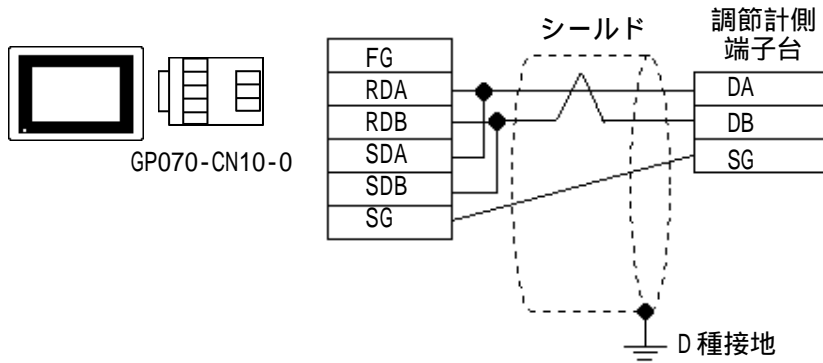 GP070-CN10-0
FG
RDA
RDB
SDA
SDB
SG
シールド
調節計側
端子台
DA
DB
SG
D種接地